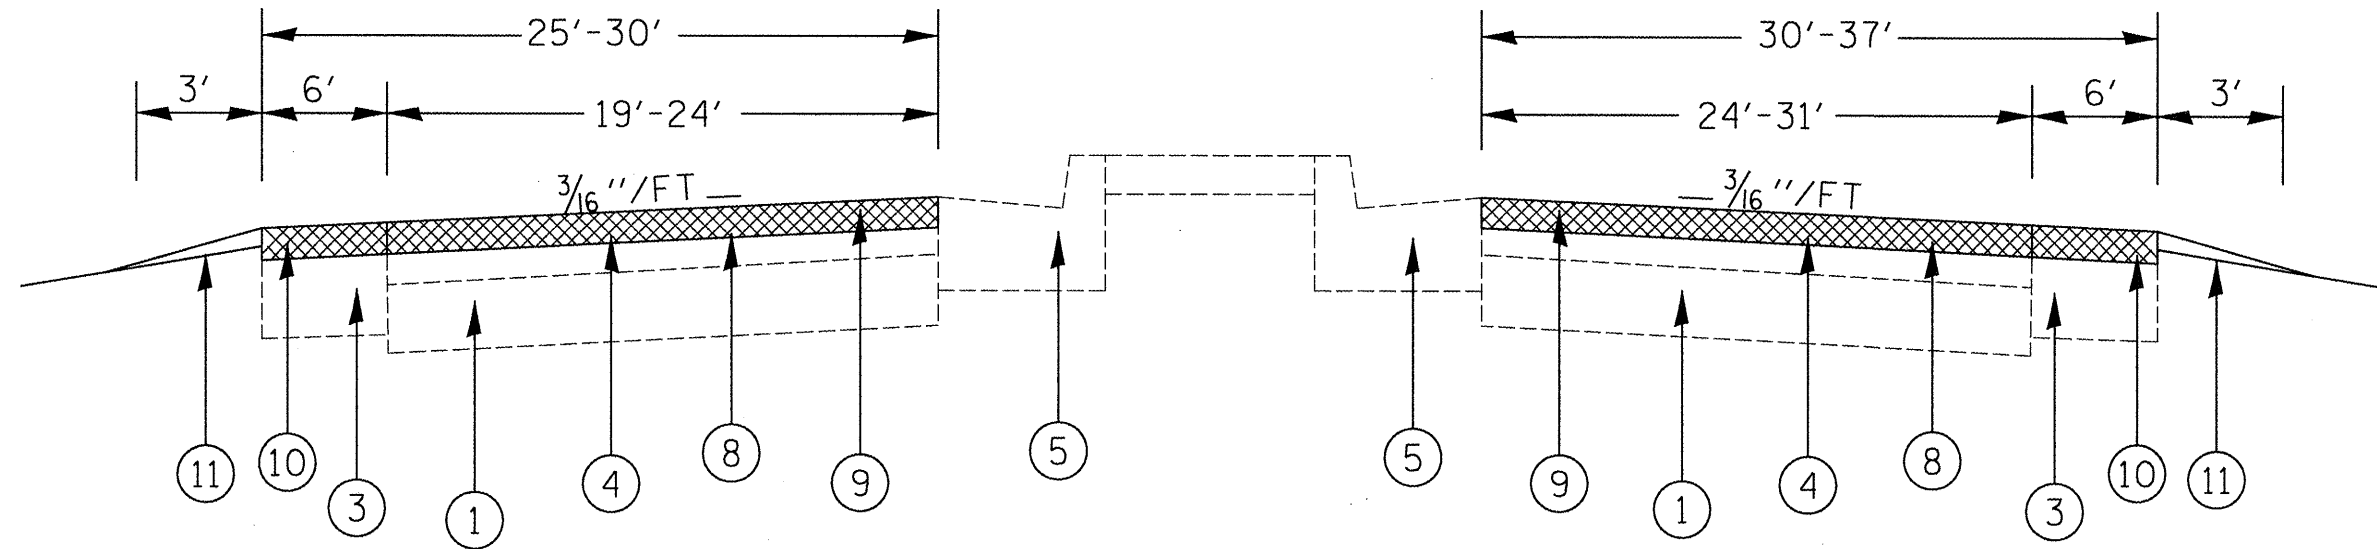 25'-30' 30'-37'
3' 6' 19'-24' 24'-31' 6' 3'
3/16 "/FT 3/16 "/FT
11 10 3 1 4 8 9 5 5 9 1 4 8 3 10 11